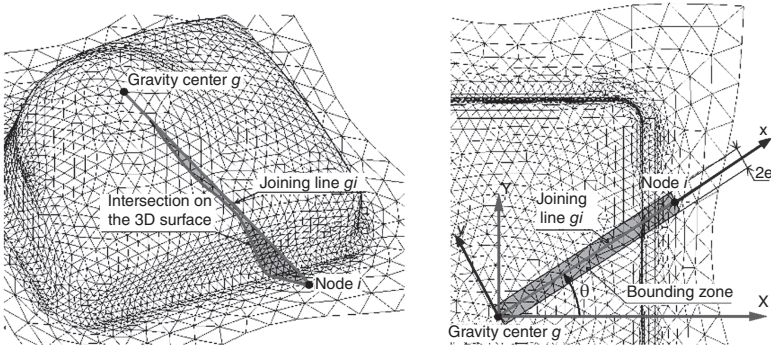 Gravity center g
Joining line gi
Intersection on
the 3D surface
Node i
x
2e
Node i
Y
Joining
line gi
y
θ
Bounding zone
X
Gravity center g